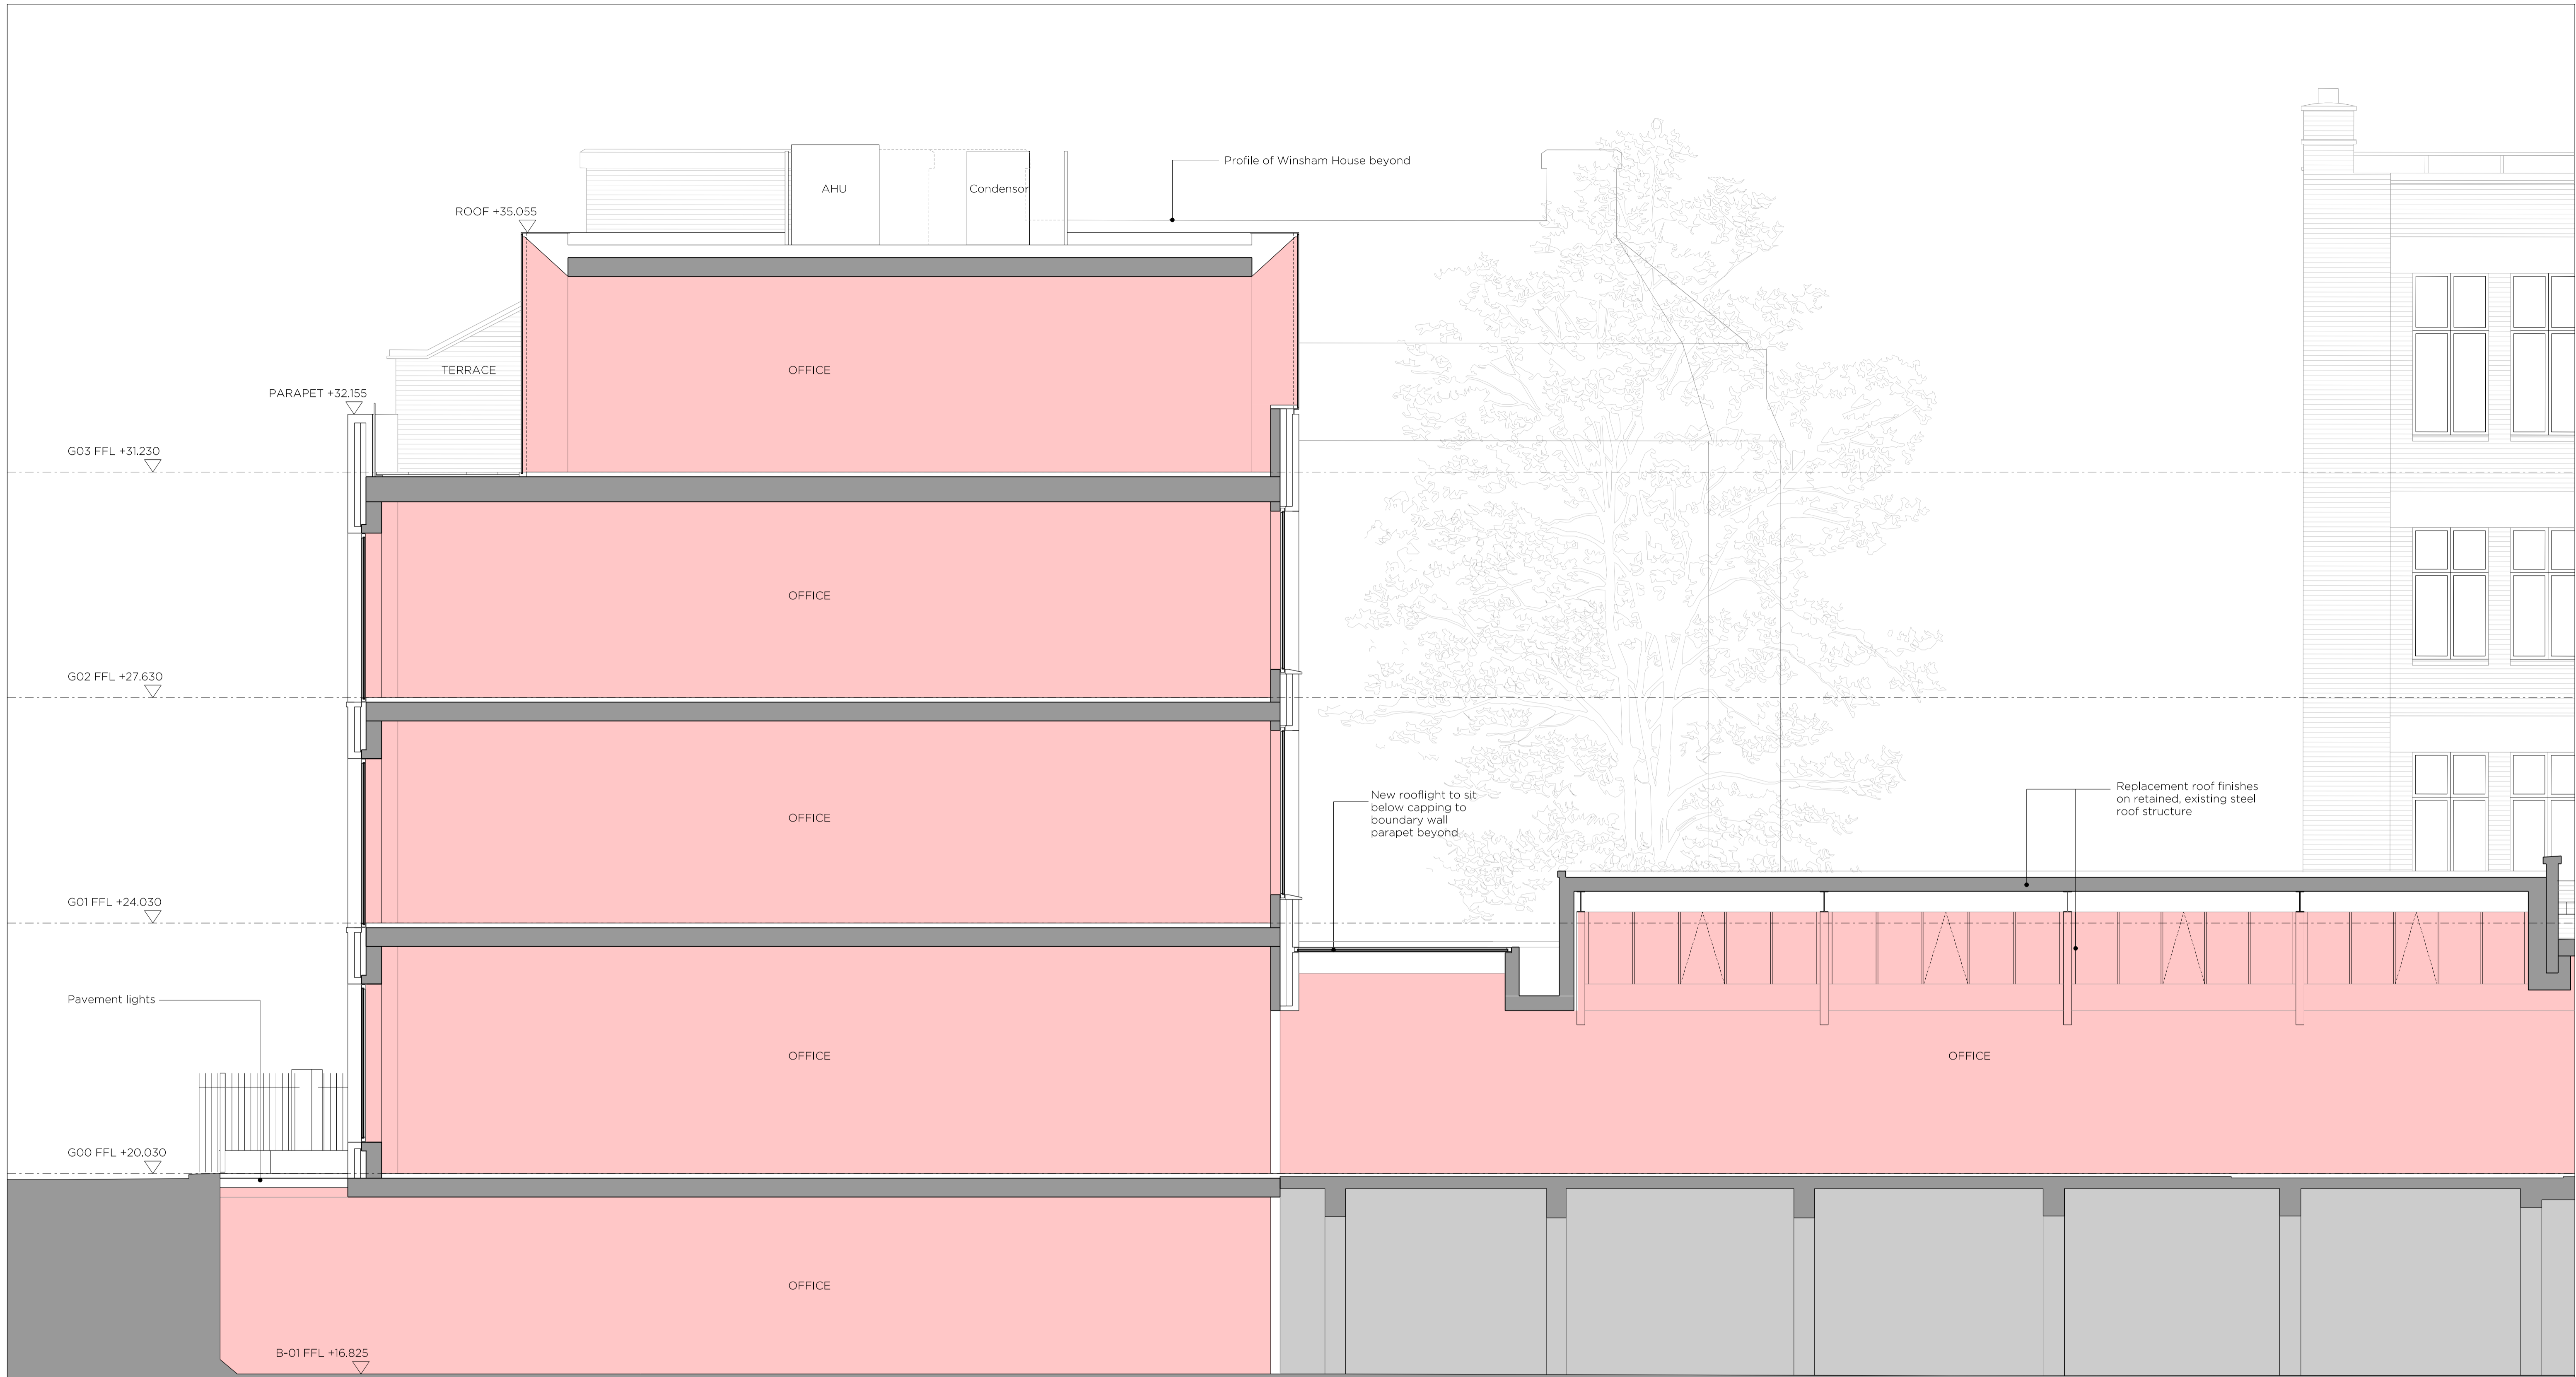 Profile of Winsham House beyond
AHU
Condensor
ROOF +35.055
TERRACE
OFFICE
PARAPET +32.155
G03 FFL +31.230
OFFICE
G02 FFL +27.630
New rooflight to sit
below capping to
boundary wall
parapet beyond
Replacement roof finishes
on retained, existing steel
roof structure
OFFICE
G01 FFL +24.030
Pavement lights
OFFICE
OFFICE
G00 FFL +20.030
OFFICE
B-01 FFL +16.825